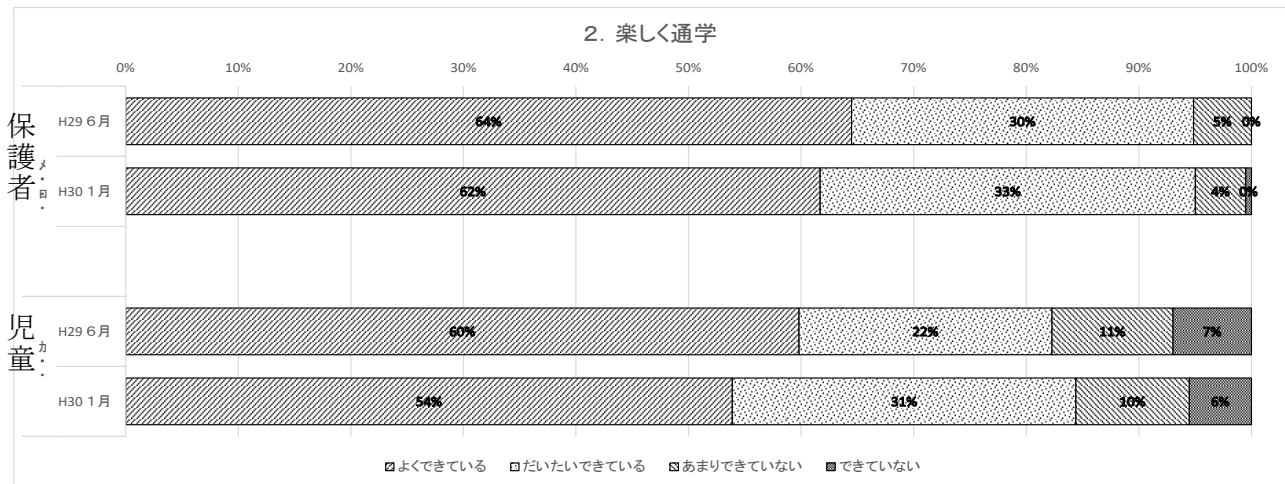 2．楽しく通学
0% 10% 20% 30% 40% 50% 60% 70% 80% 90% 100%
保護者
H29 6月 64% 30% 5% 0%
H30 1月 62% 33% 4% 0%
児童
H29 6月 60% 22% 11% 7%
H30 1月 54% 31% 10% 6%
よくできている だいたいできている あまりできていない できていない